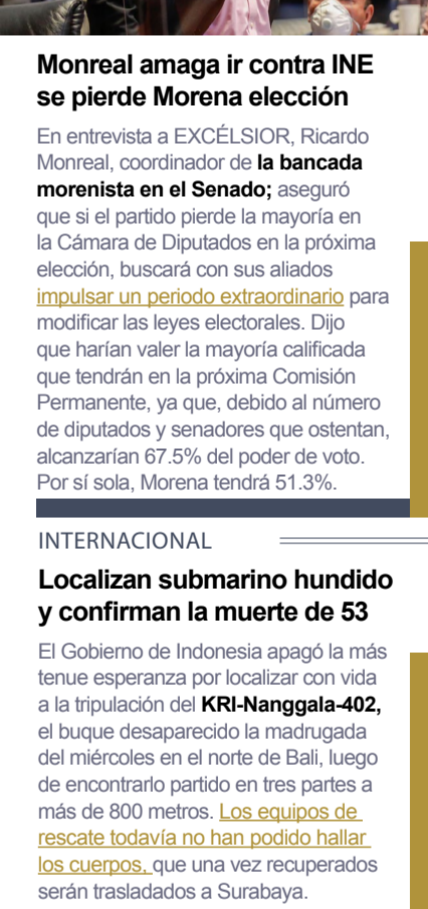 Monreal amaga ir contra INE
se pierde Morena elección
En entrevista a EXCÉLSIOR, Ricardo
Monreal, coordinador de la bancada
morenista en el Senado; aseguró
que si el partido pierde la mayoría en
la Cámara de Diputados en la próxima
elección, buscará con sus aliados
impulsar un periodo extraordinario para
modificar las leyes electorales. Dijo
que harían valer la mayoría calificada
que tendrán en la próxima Comisión
Permanente, ya que, debido al número
de diputados y senadores que ostentan,
alcanzarían 67.5% del poder de voto.
Por sí sola, Morena tendrá 51.3%.
INTERNACIONAL
Localizan submarino hundido
y confirman la muerte de 53
El Gobierno de Indonesia apagó la más
tenue esperanza por localizar con vida
a la tripulación del KRI-Nanggala-402,
el buque desaparecido la madrugada
del miércoles en el norte de Bali, luego
de encontrarlo partido en tres partes a
más de 800 metros. Los equipos de
rescate todavía no han podido hallar
los cuerpos, que una vez recuperados
serán trasladados a Surabaya.